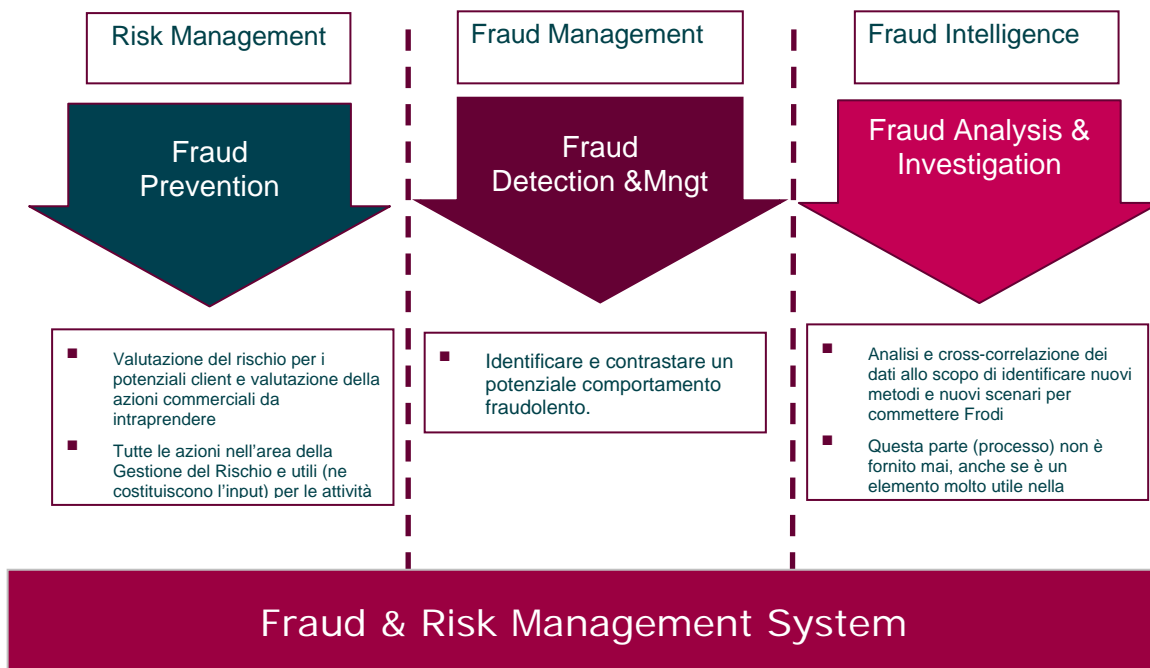 Risk Management
Fraud
Prevention
Valutazione del rischio per i
potenziali client e valutazione della
azioni commerciali da
intraprendere
Tutte le azioni nell'area della
Gestione del Rischio e utili (ne
costituiscono l'input) per le attività
Fraud Management
Fraud
Detection &Mngt
Identificare e contrastare un
potenziale comportamento
fraudolento.
Fraud Intelligence
Fraud Analysis &
Investigation
Analisi e cross-correlazione dei
dati allo scopo di identificare nuovi
metodi e nuovi scenari per
commettere Frodi
Questa parte (processo) non è
fornito mai, anche se è un
elemento molto utile nella
Fraud & Risk Management System